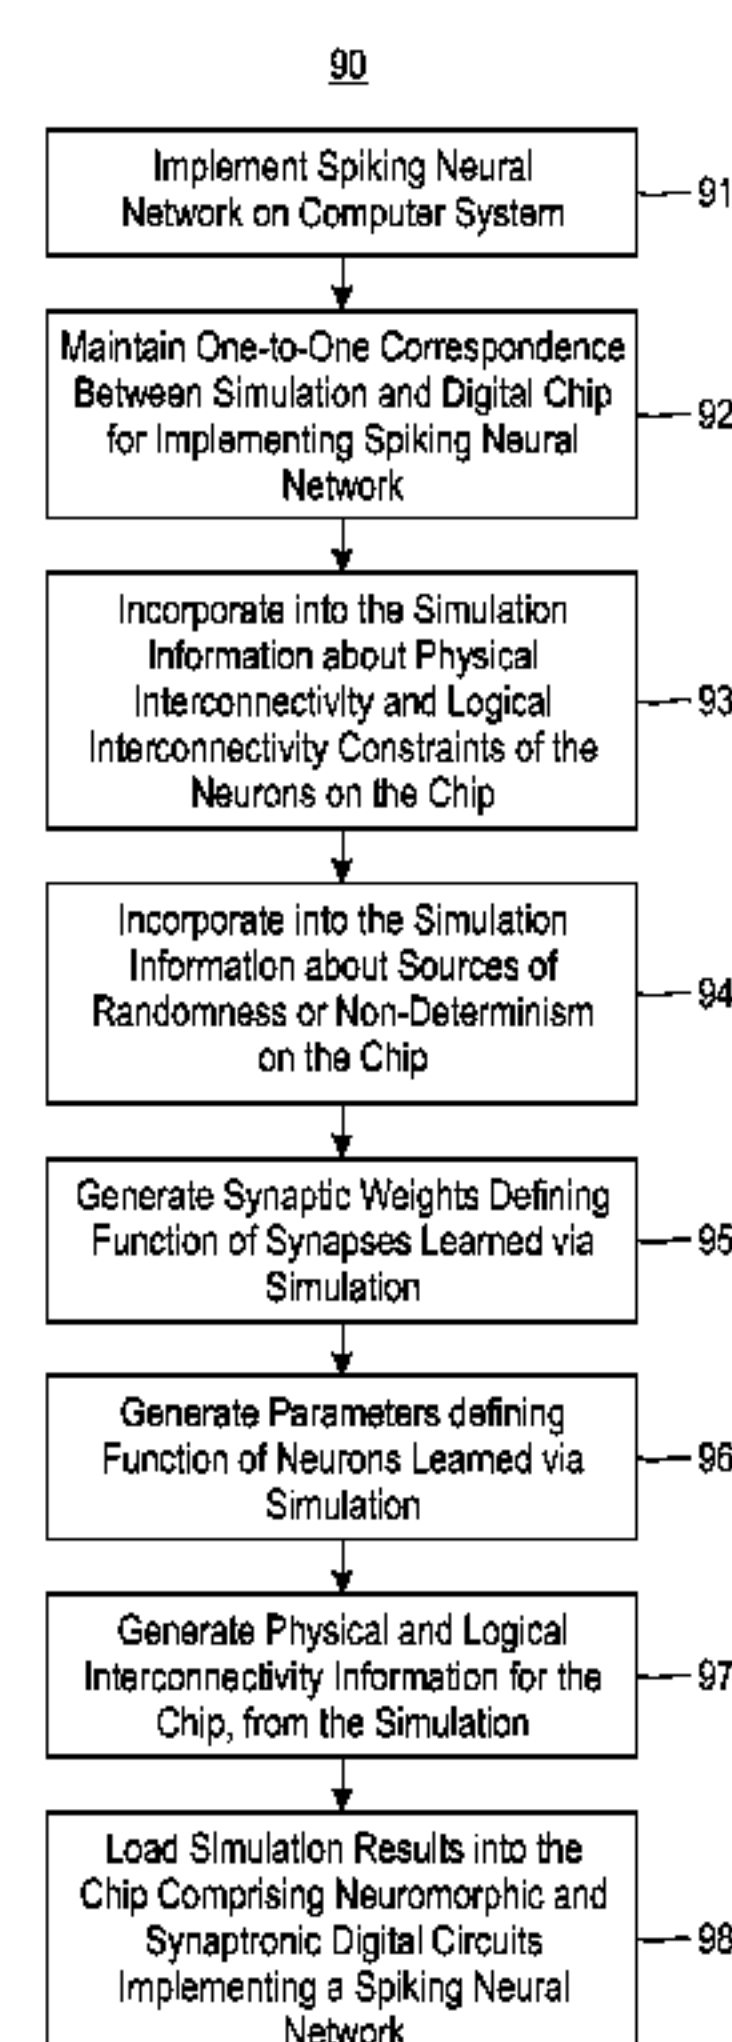 90
Implement Spiking Neural
Network on Computer System
91
Maintain One-to-One Correspondence
Between Simulation and Digital Chip
for Implementing Spiking Neural
Network
92
Incorporate into the Simulation
Information about Physical
Interconnectivity and Logical
Interconnectivity Constraints of the
Neurons on the Chip
93
Incorporate into the Simulation
Information about Sources of
Randomness or Non-Determinism
on the Chip
94
Generate Synaptic Weights Defining
Function of Synapses Learned via
Simulation
95
Generate Parameters defining
Function of Neurons Learned via
Simulation
96
Generate Physical and Logical
Interconnectivity Information for the
Chip, from the Simulation
97
Load Simulation Results into the
Chip Comprising Neuromorphic and
Synaptronic Digital Circuits
Implementing a Spiking Neural
Network
98